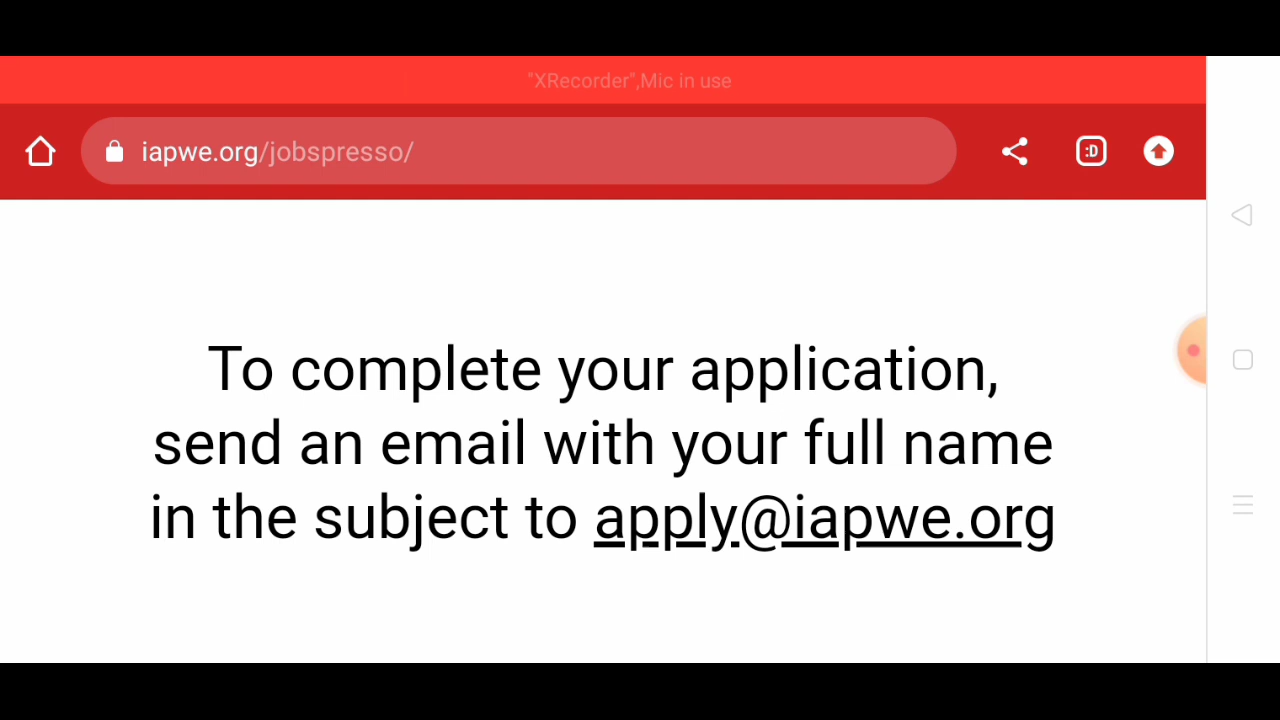 "XRecorder",Mic in use
iapwe.org/jobspresso/
:D
To complete your application,
send an email with your full name
in the subject to apply@iapwe.org